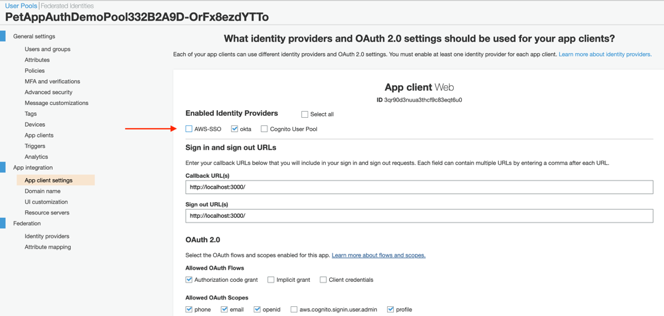 User Pools | Federated Identities
PetAppAuthDemoPool332B2A9D-OrFx8ezdYTTo
General settings
Users and groups
Attributes
Policies
MFA and verifications
Advanced security
Message customizations
Tags
Devices
App clients
Triggers
Analytics
App integration
App client settings
Domain name
UI customization
Resource servers
Federation
Identity providers
Attribute mapping
What identity providers and OAuth 2.0 settings should be used for your app clients?
Each of your app clients can use different identity providers and OAuth 2.0 settings. You must enable at least one identity provider for each app client. Learn more about identity providers.
App client Web
ID 3qr90d3nuua3thcf9c83eqt6u0
Enabled Identity Providers Select all
AWS-SSO okta Cognito User Pool
Sign in and sign out URLs
Enter your callback URLs below that you will include in your sign in and sign out requests. Each field can contain multiple URLs by entering a comma after each URL.
Callback URL(s)
http://localhost:3000/
Sign out URL(s)
http://localhost:3000/
OAuth 2.0
Select the OAuth flows and scopes enabled for this app. Learn more about flows and scopes.
Allowed OAuth Flows
Authorization code grant Implicit grant Client credentials
Allowed OAuth Scopes
phone email openid aws.cognito.signin.user.admin profile